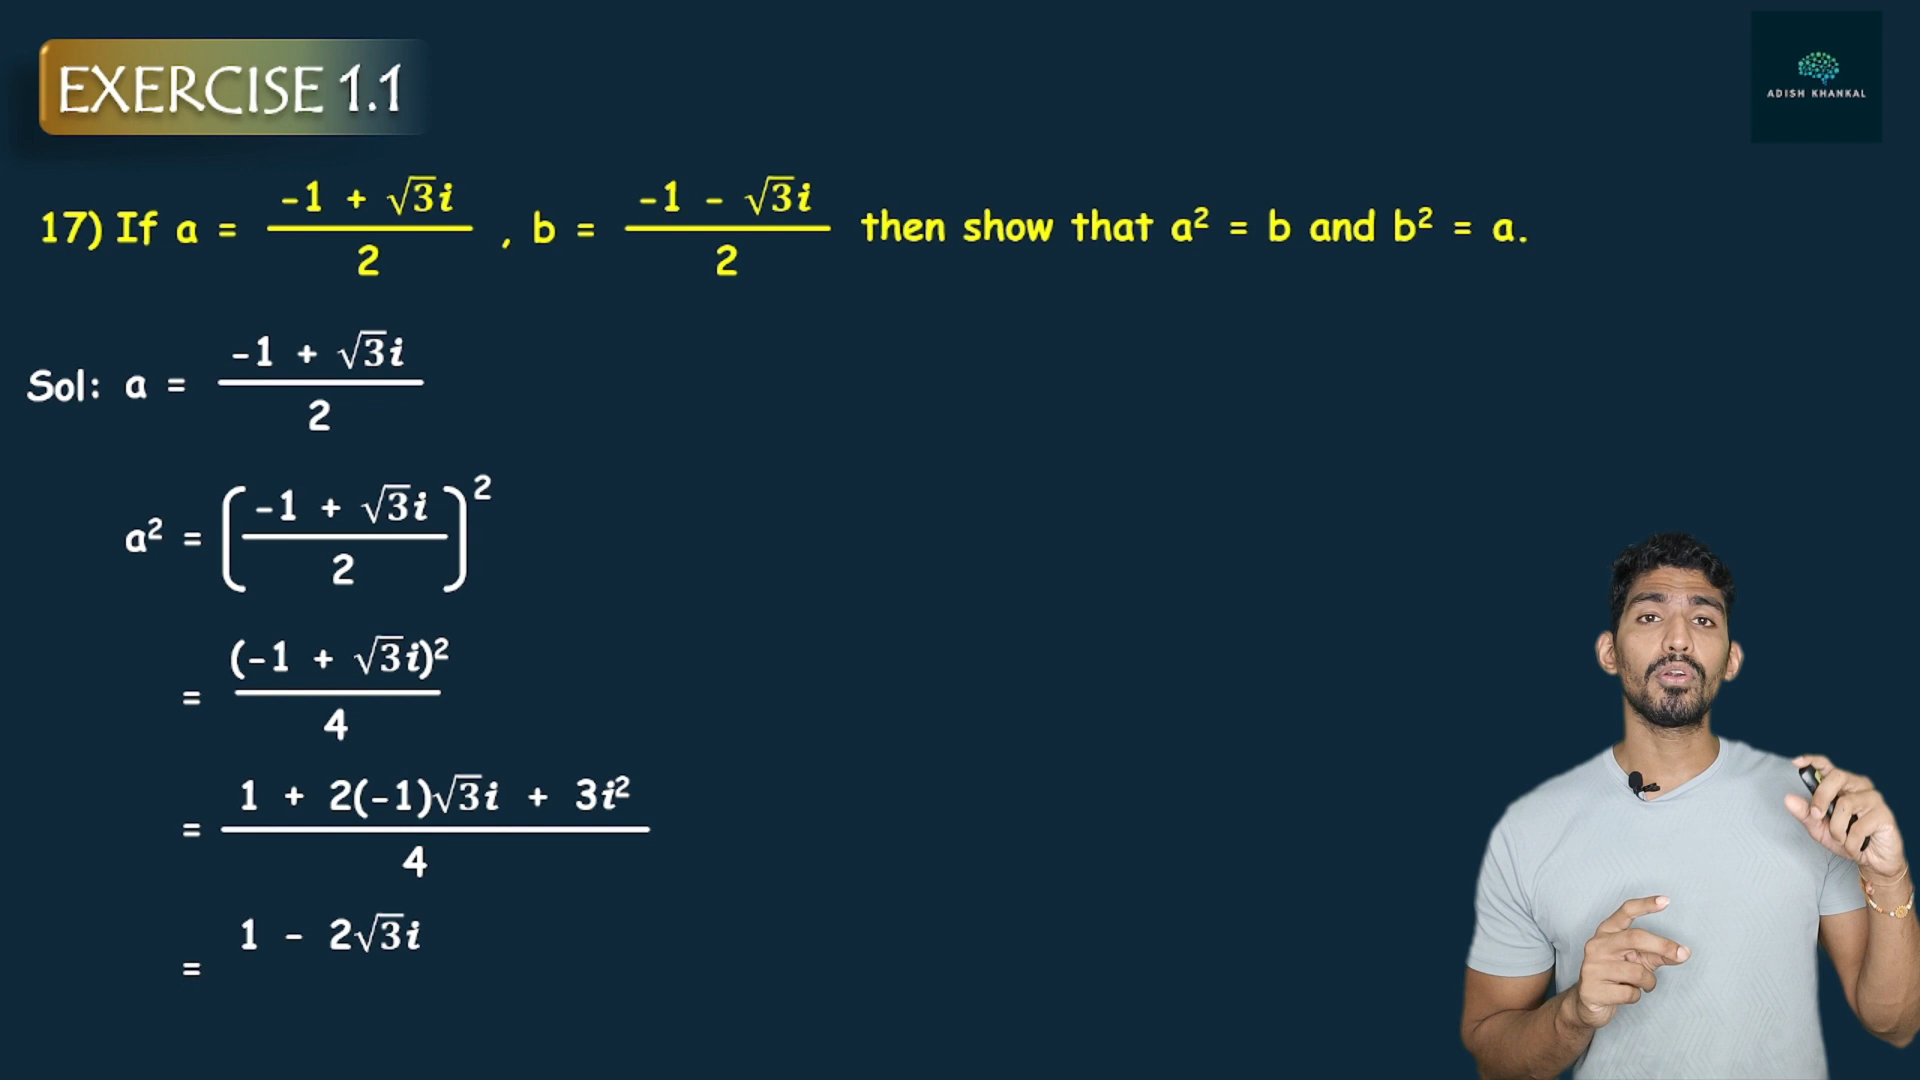 EXERCISE 1.1
ADISH KHANKAL
17) If a = (-1 + √3i)/2 , b = (-1 - √3i)/2 then show that a² = b and b² = a.
Sol: a = (-1 + √3i)/2
a² = ((-1 + √3i)/2)²
= (-1 + √3i)²/4
= (1 + 2(-1)√3i + 3i²)/4
= 1 - 2√3i